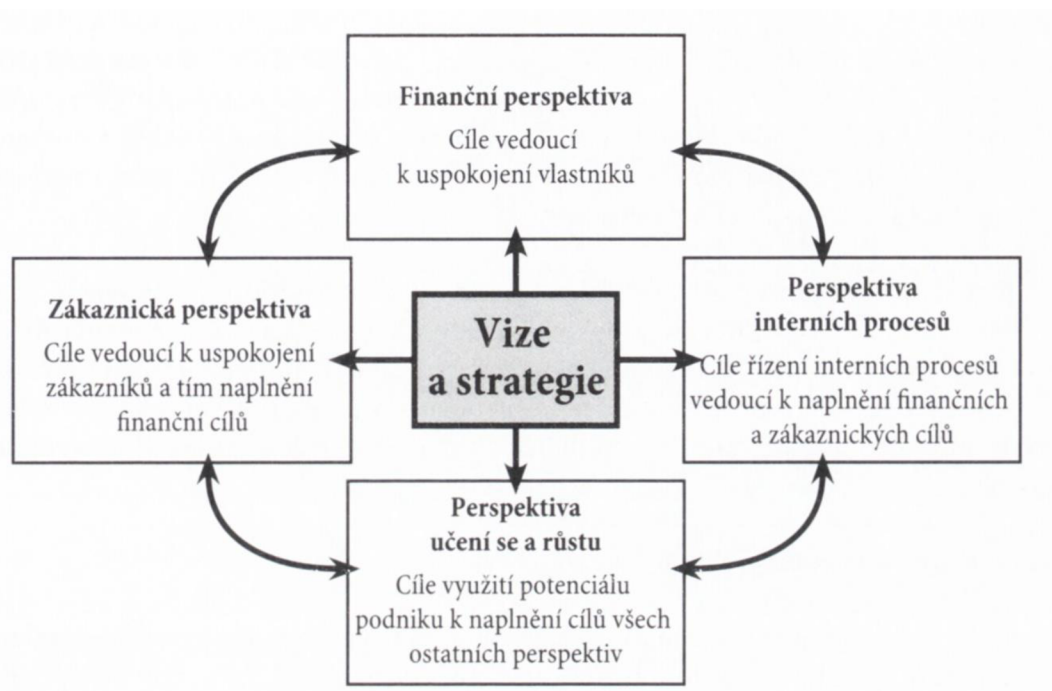 Finanční perspektiva
Cíle vedoucí
k uspokojení vlastníků
Zákaznická perspektiva
Cíle vedoucí k uspokojení
zákazníků a tím naplnění
finanční cílů
Vize
a strategie
Perspektiva
interních procesů
Cíle řízení interních procesů
vedoucí k naplnění finančních
a zákaznických cílů
Perspektiva
učení se a růstu
Cíle využití potenciálu
podniku k naplnění cílů všech
ostatních perspektiv